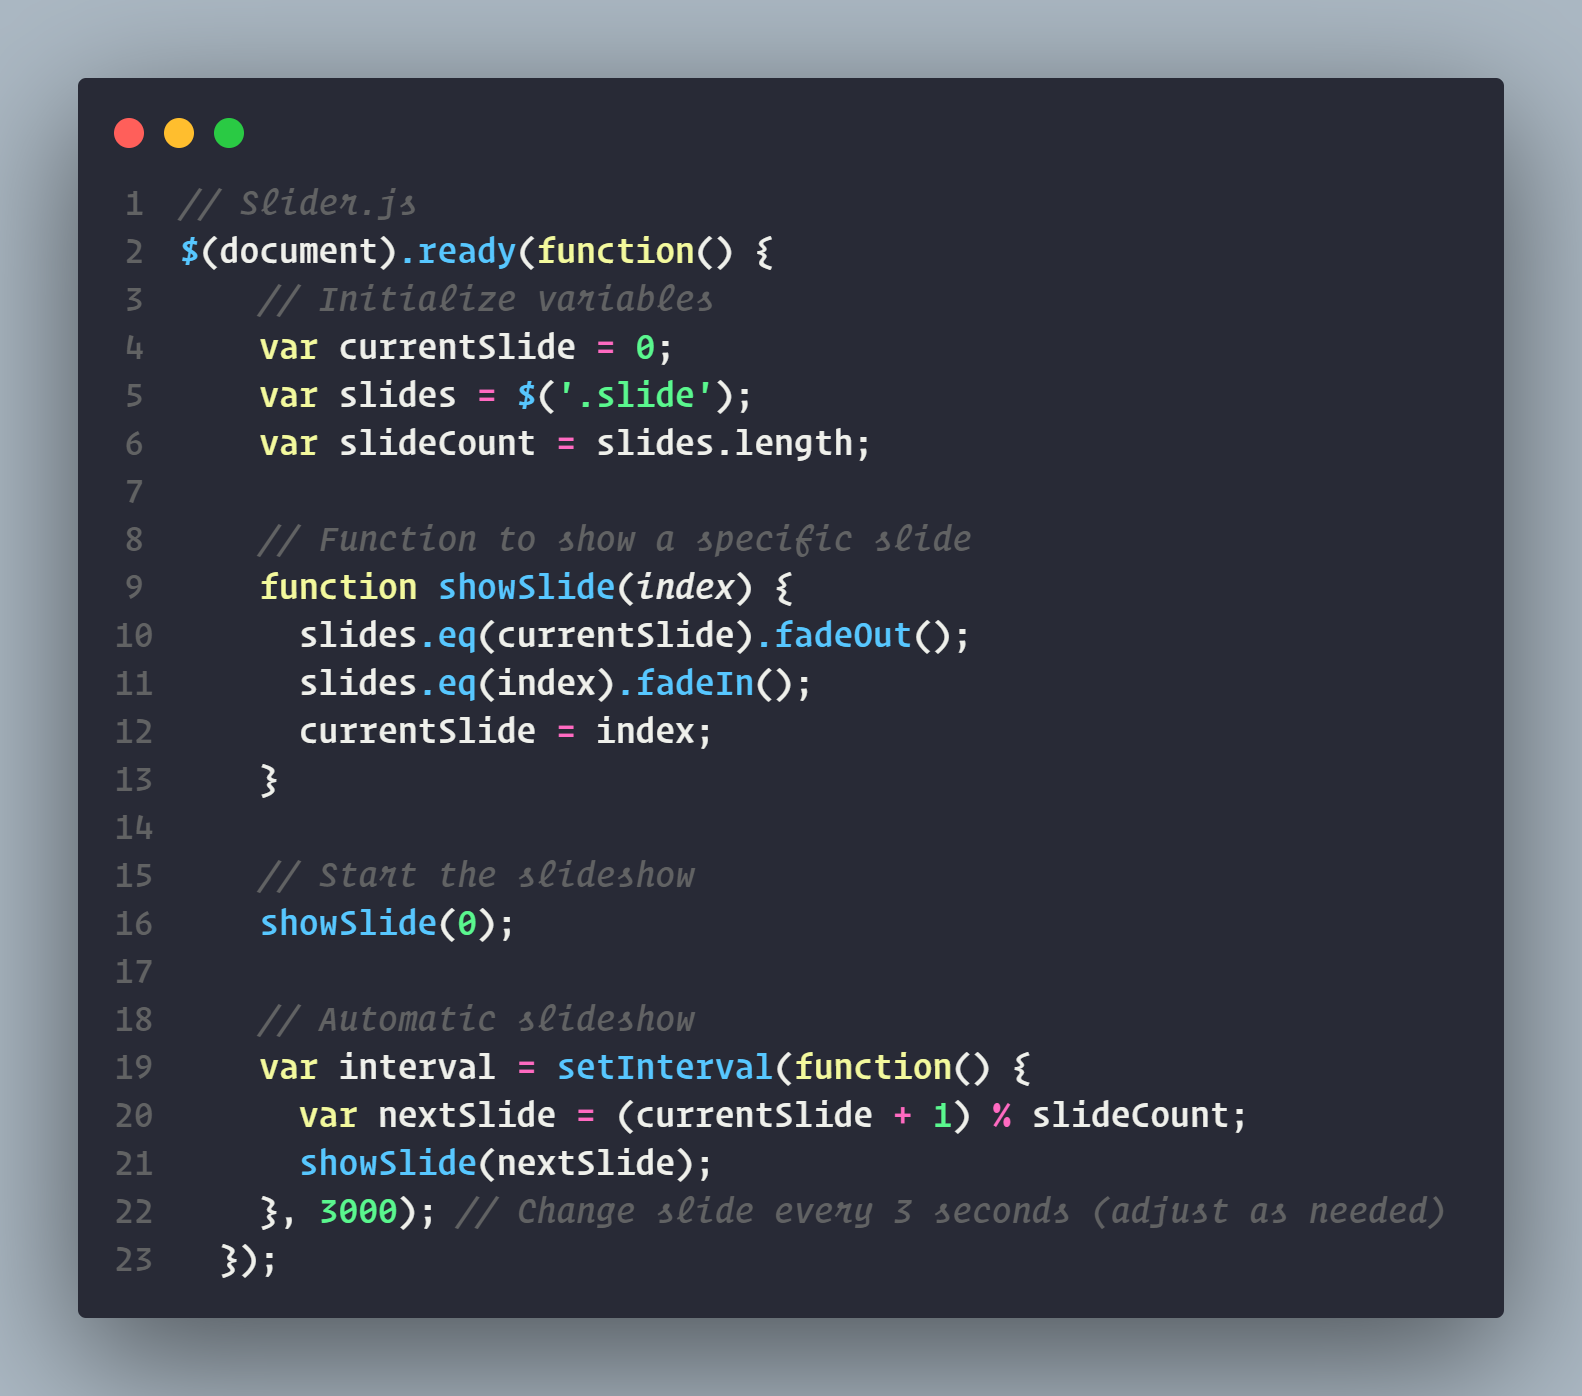 1 // Slider.js
2 $(document).ready(function() {
3     // Initialize variables
4     var currentSlide = 0;
5     var slides = $('.slide');
6     var slideCount = slides.length;
7
8     // Function to show a specific slide
9     function showSlide(index) {
10       slides.eq(currentSlide).fadeOut();
11       slides.eq(index).fadeIn();
12       currentSlide = index;
13     }
14
15     // Start the slideshow
16     showSlide(0);
17
18     // Automatic slideshow
19     var interval = setInterval(function() {
20       var nextSlide = (currentSlide + 1) % slideCount;
21       showSlide(nextSlide);
22     }, 3000); // Change slide every 3 seconds (adjust as needed)
23   });